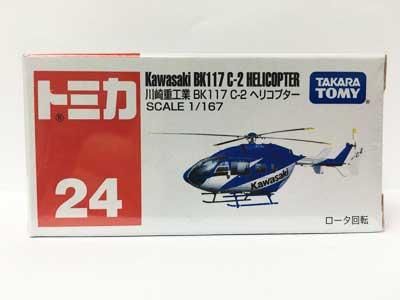 トミカ
®
24
Kawasaki BK117 C-2 HELICOPTER
川崎重工業 BK117 C-2 ヘリコプター
SCALE 1/167
TAKARA
TOMY
Kawasaki
ロータ回転